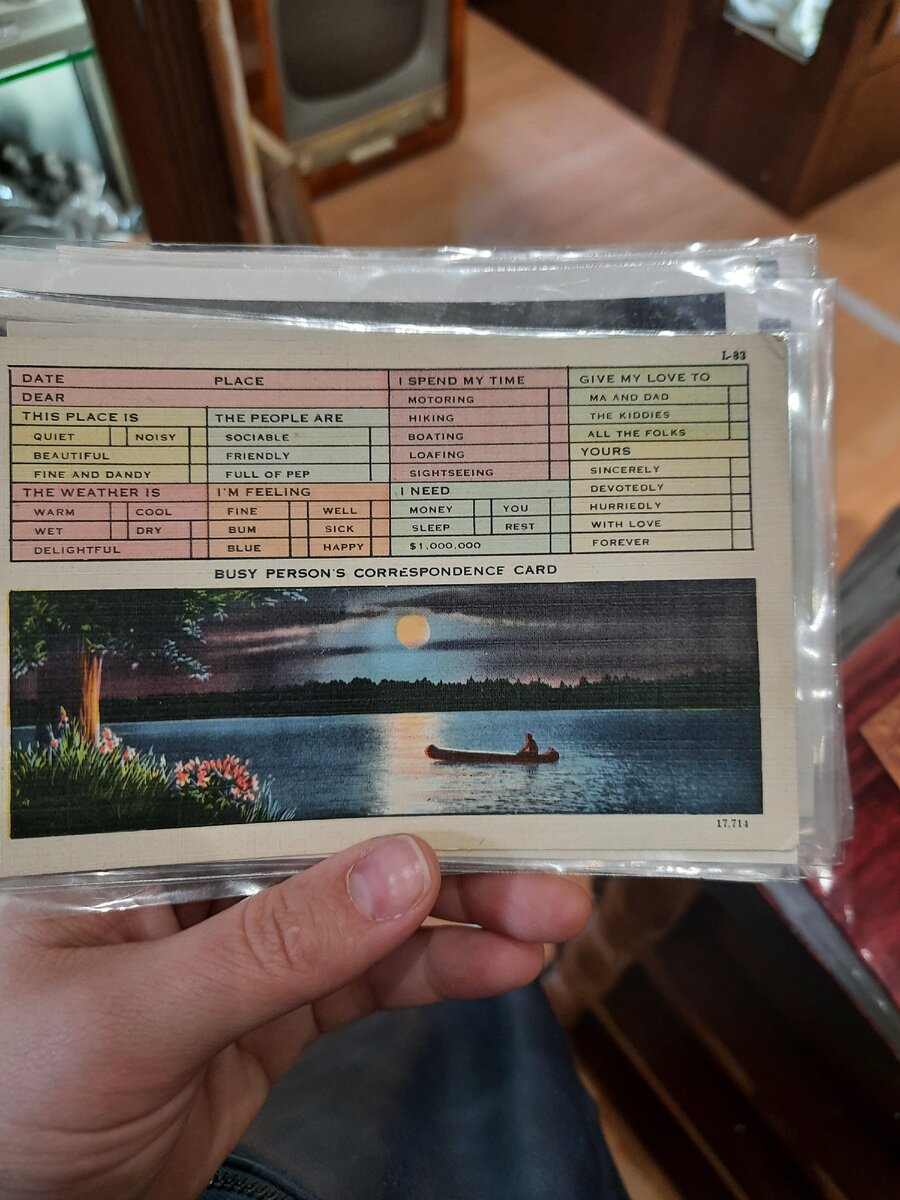 L-83
DATE PLACE
DEAR
THIS PLACE IS
QUIET NOISY
BEAUTIFUL
FINE AND DANDY
THE PEOPLE ARE
SOCIABLE
FRIENDLY
FULL OF PEP
THE WEATHER IS
WARM COOL
WET DRY
DELIGHTFUL
I'M FEELING
FINE WELL
BUM SICK
BLUE HAPPY
I SPEND MY TIME
MOTORING
HIKING
BOATING
LOAFING
SIGHTSEEING
I NEED
MONEY YOU
SLEEP REST
$1,000,000
GIVE MY LOVE TO
MA AND DAD
THE KIDDIES
ALL THE FOLKS
YOURS
SINCERELY
DEVOTEDLY
HURRIEDLY
WITH LOVE
FOREVER
BUSY PERSON'S CORRESPONDENCE CARD
17,714